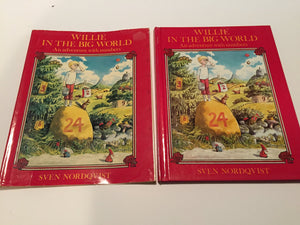 WILLIE
IN THE BIG WORLD
An adventure with numbers
24
SVEN NORDQVIST
WILLIE
IN THE BIG WORLD
An adventure with numbers
24
SVEN NORDQVIST